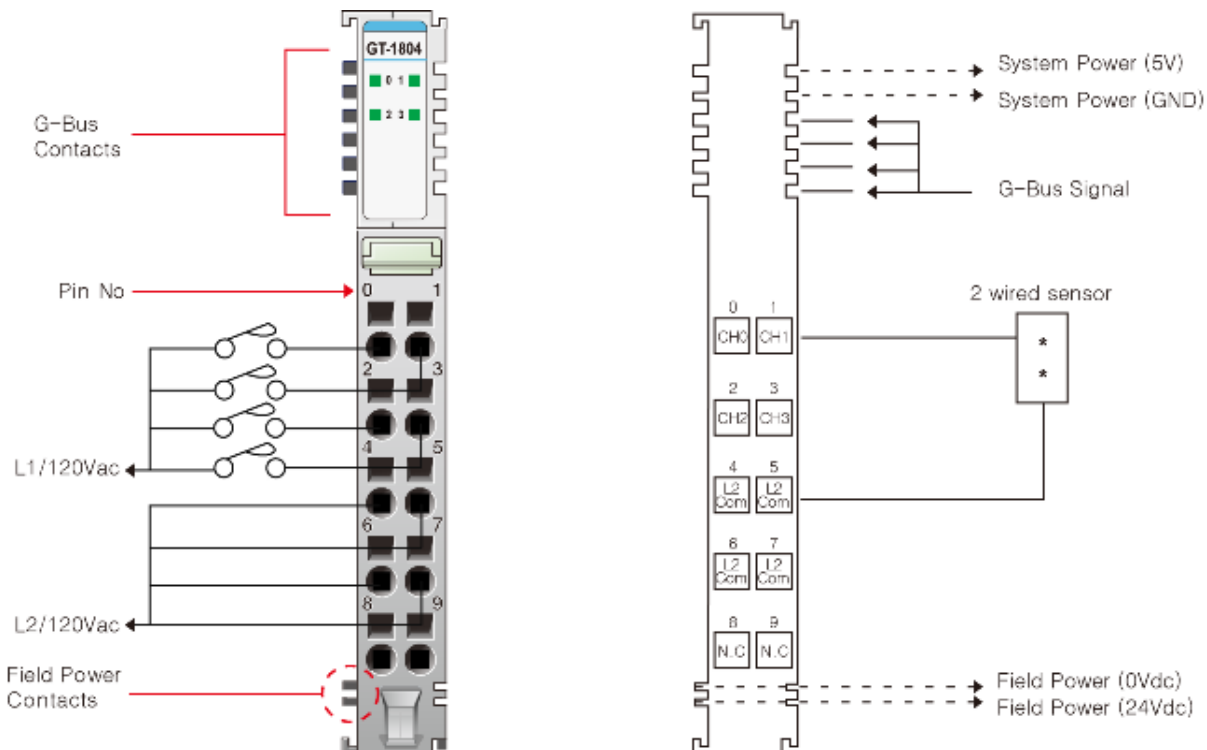 GT-1804
0 1
2 3
G-Bus
Contacts
Pin No
0 1
2 3
4 5
6 7
8 9
L1/120Vac
L2/120Vac
Field Power
Contacts
System Power (5V)
System Power (GND)
G-Bus Signal
2 wired sensor
*
*
0 1
CH0 CH1
2 3
CH2 CH3
4 5
L2 L2
Com Com
6 7
L2 L2
Com Com
8 9
N.C N.C
Field Power (0Vdc)
Field Power (24Vdc)